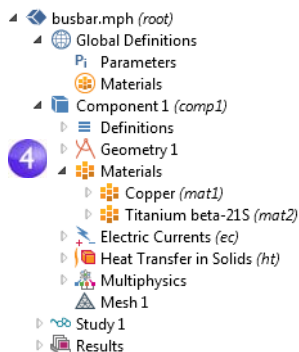 busbar.mph (root)
Global Definitions
Pi Parameters
Materials
Component 1 (comp1)
Definitions
4
Geometry 1
Materials
Copper (mat1)
Titanium beta-21S (mat2)
Electric Currents (ec)
Heat Transfer in Solids (ht)
Multiphysics
Mesh 1
Study 1
Results